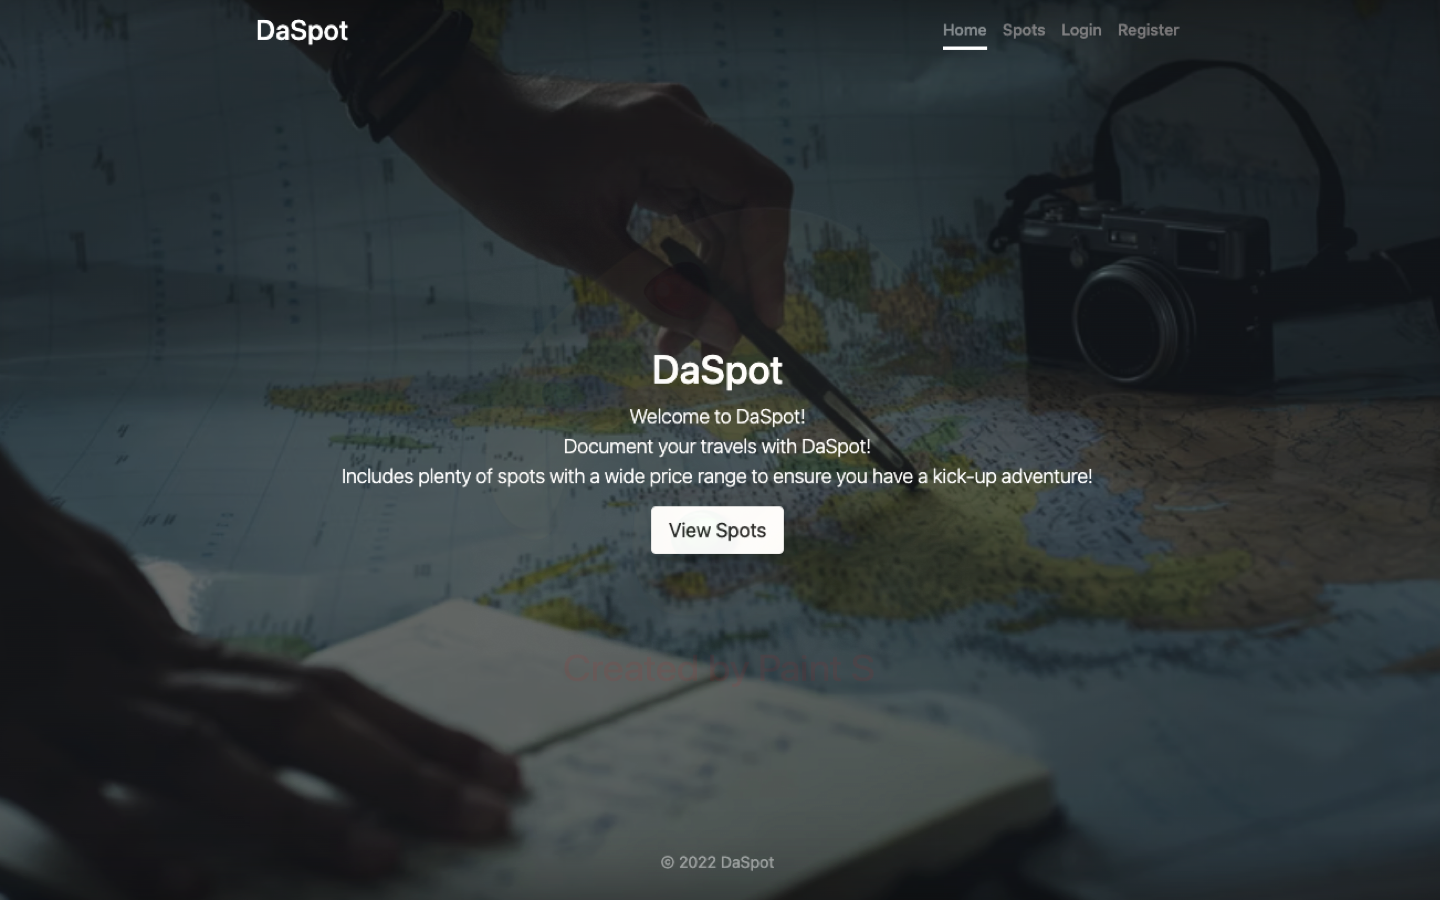 DaSpot
Home Spots Login Register
DaSpot
Welcome to DaSpot!
Document your travels with DaSpot!
Includes plenty of spots with a wide price range to ensure you have a kick-up adventure!
View Spots
Created by Paint S
© 2022 DaSpot